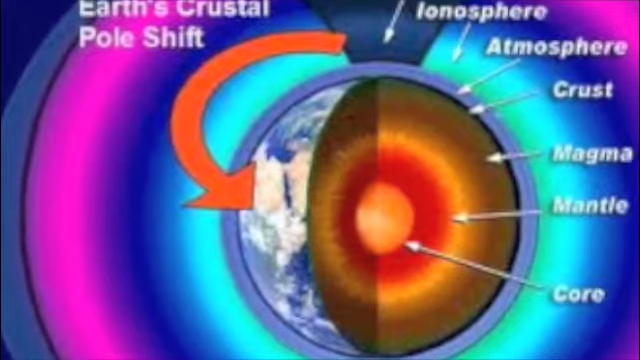 Earth's Crustal
Pole Shift
Ionosphere
Atmosphere
Crust
Magma
Mantle
Core